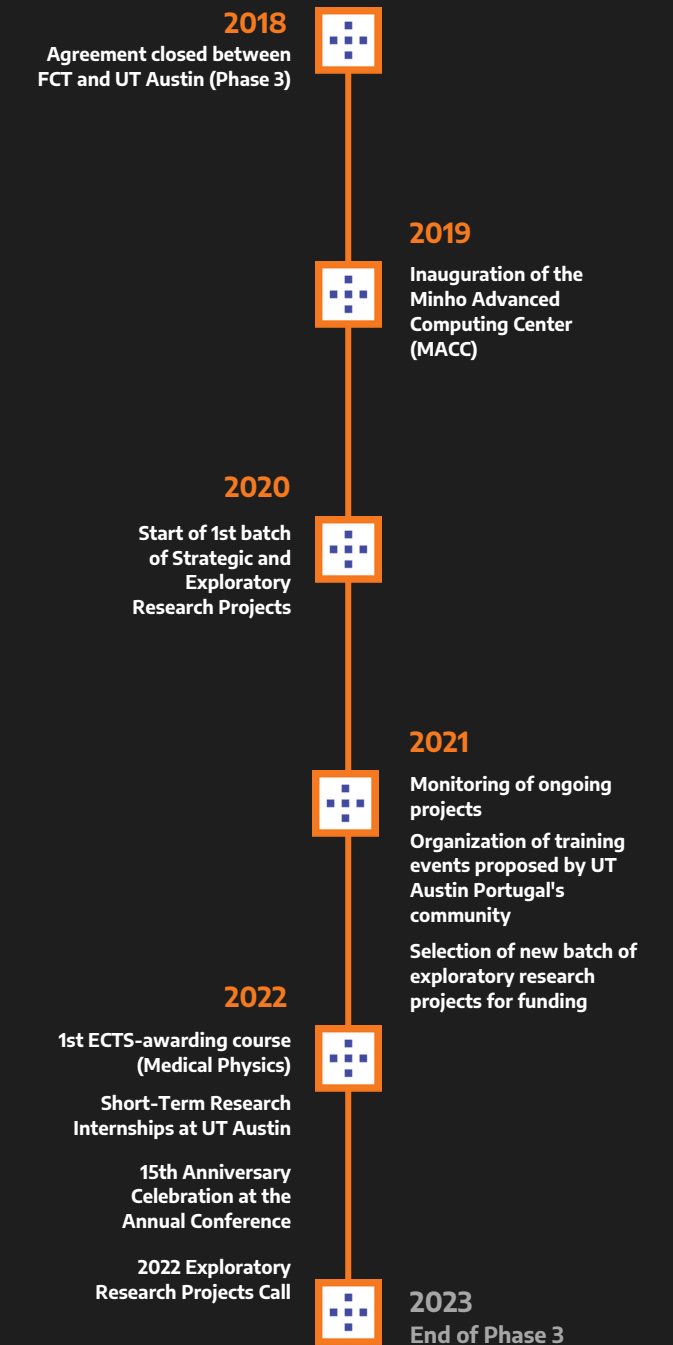 2018
Agreement closed between
FCT and UT Austin (Phase 3)
2019
Inauguration of the
Minho Advanced
Computing Center
(MACC)
2020
Start of 1st batch
of Strategic and
Exploratory
Research Projects
2021
Monitoring of ongoing
projects
Organization of training
events proposed by UT
Austin Portugal's
community
Selection of new batch of
exploratory research
projects for funding
2022
1st ECTS-awarding course
(Medical Physics)
Short-Term Research
Internships at UT Austin
15th Anniversary
Celebration at the
Annual Conference
2022 Exploratory
Research Projects Call
2023
End of Phase 3